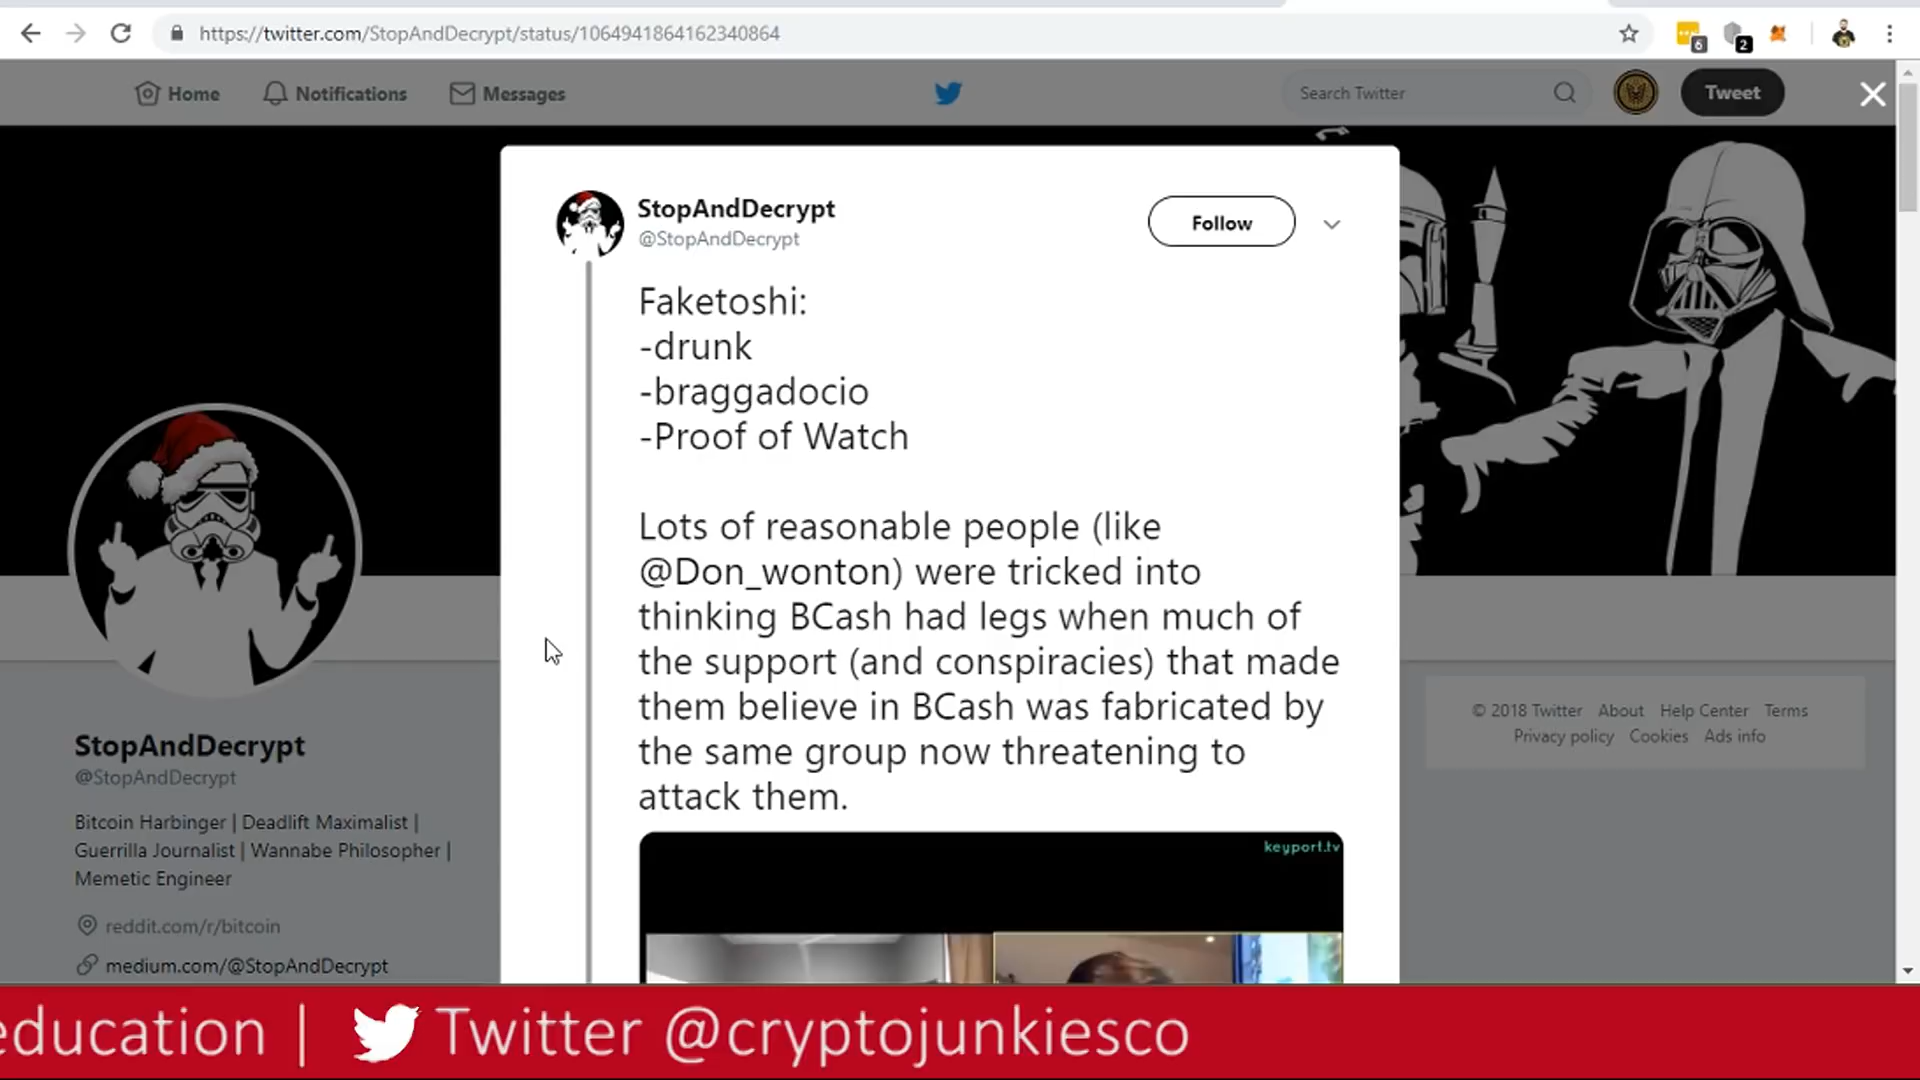 https://twitter.com/StopAndDecrypt/status/1064941864162340864
6
2
Home
Notifications
Messages
Search Twitter
Tweet
StopAndDecrypt
@StopAndDecrypt
Follow
Faketoshi:
-drunk
-braggadocio
-Proof of Watch
Lots of reasonable people (like
@Don_wonton) were tricked into
thinking BCash had legs when much of
the support (and conspiracies) that made
them believe in BCash was fabricated by
the same group now threatening to
attack them.
keyport.tv
StopAndDecrypt
@StopAndDecrypt
Bitcoin Harbinger | Deadlift Maximalist |
Guerrilla Journalist | Wannabe Philosopher |
Memetic Engineer
reddit.com/r/bitcoin
medium.com/@StopAndDecrypt
© 2018 Twitter About Help Center Terms
Privacy policy Cookies Ads info
education | Twitter @cryptojunkiesco